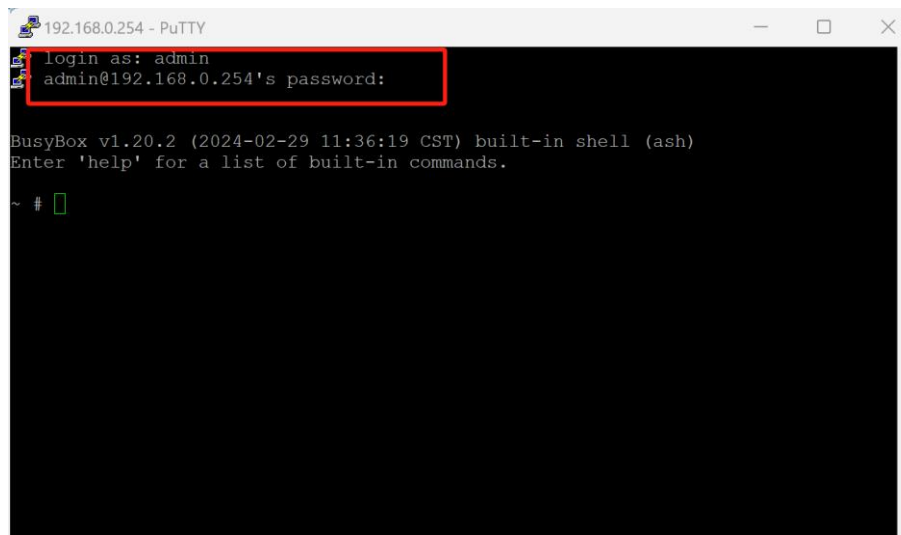 192.168.0.254 - PuTTY
login as: admin
admin@192.168.0.254's password:
BusyBox v1.20.2 (2024-02-29 11:36:19 CST) built-in shell (ash)
Enter 'help' for a list of built-in commands.
~ #